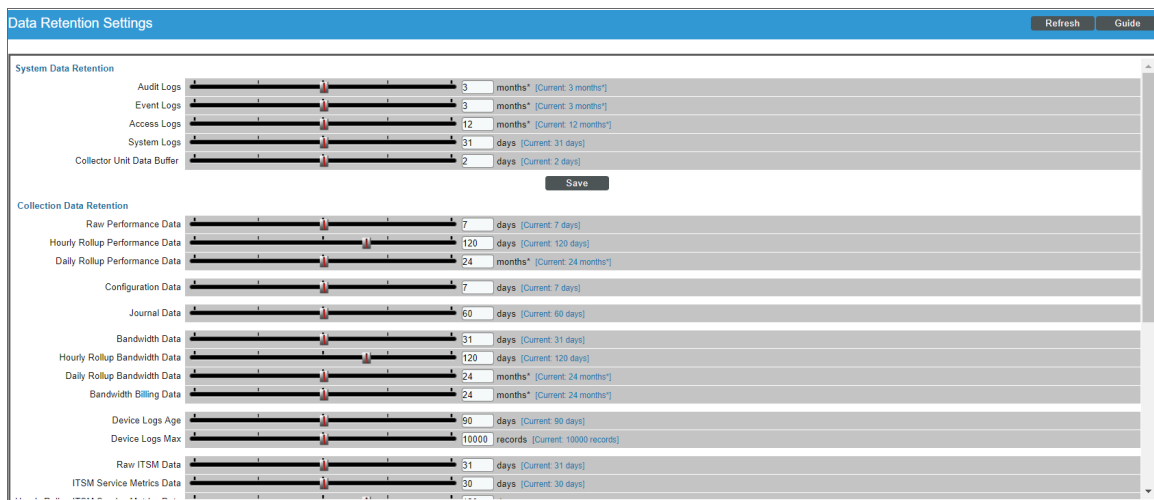 Data Retention Settings Refresh Guide
System Data Retention
Audit Logs 3 months* [Current: 3 months*]
Event Logs 3 months* [Current: 3 months*]
Access Logs 12 months* [Current: 12 months*]
System Logs 31 days [Current: 31 days]
Collector Unit Data Buffer 2 days [Current: 2 days]
Save
Collection Data Retention
Raw Performance Data 7 days [Current: 7 days]
Hourly Rollup Performance Data 120 days [Current: 120 days]
Daily Rollup Performance Data 24 months* [Current: 24 months*]
Configuration Data 7 days [Current: 7 days]
Journal Data 60 days [Current: 60 days]
Bandwidth Data 31 days [Current: 31 days]
Hourly Rollup Bandwidth Data 120 days [Current: 120 days]
Daily Rollup Bandwidth Data 24 months* [Current: 24 months*]
Bandwidth Billing Data 24 months* [Current: 24 months*]
Device Logs Age 90 days [Current: 90 days]
Device Logs Max 10000 records [Current: 10000 records]
Raw ITSM Data 31 days [Current: 31 days]
ITSM Service Metrics Data 30 days [Current: 30 days]